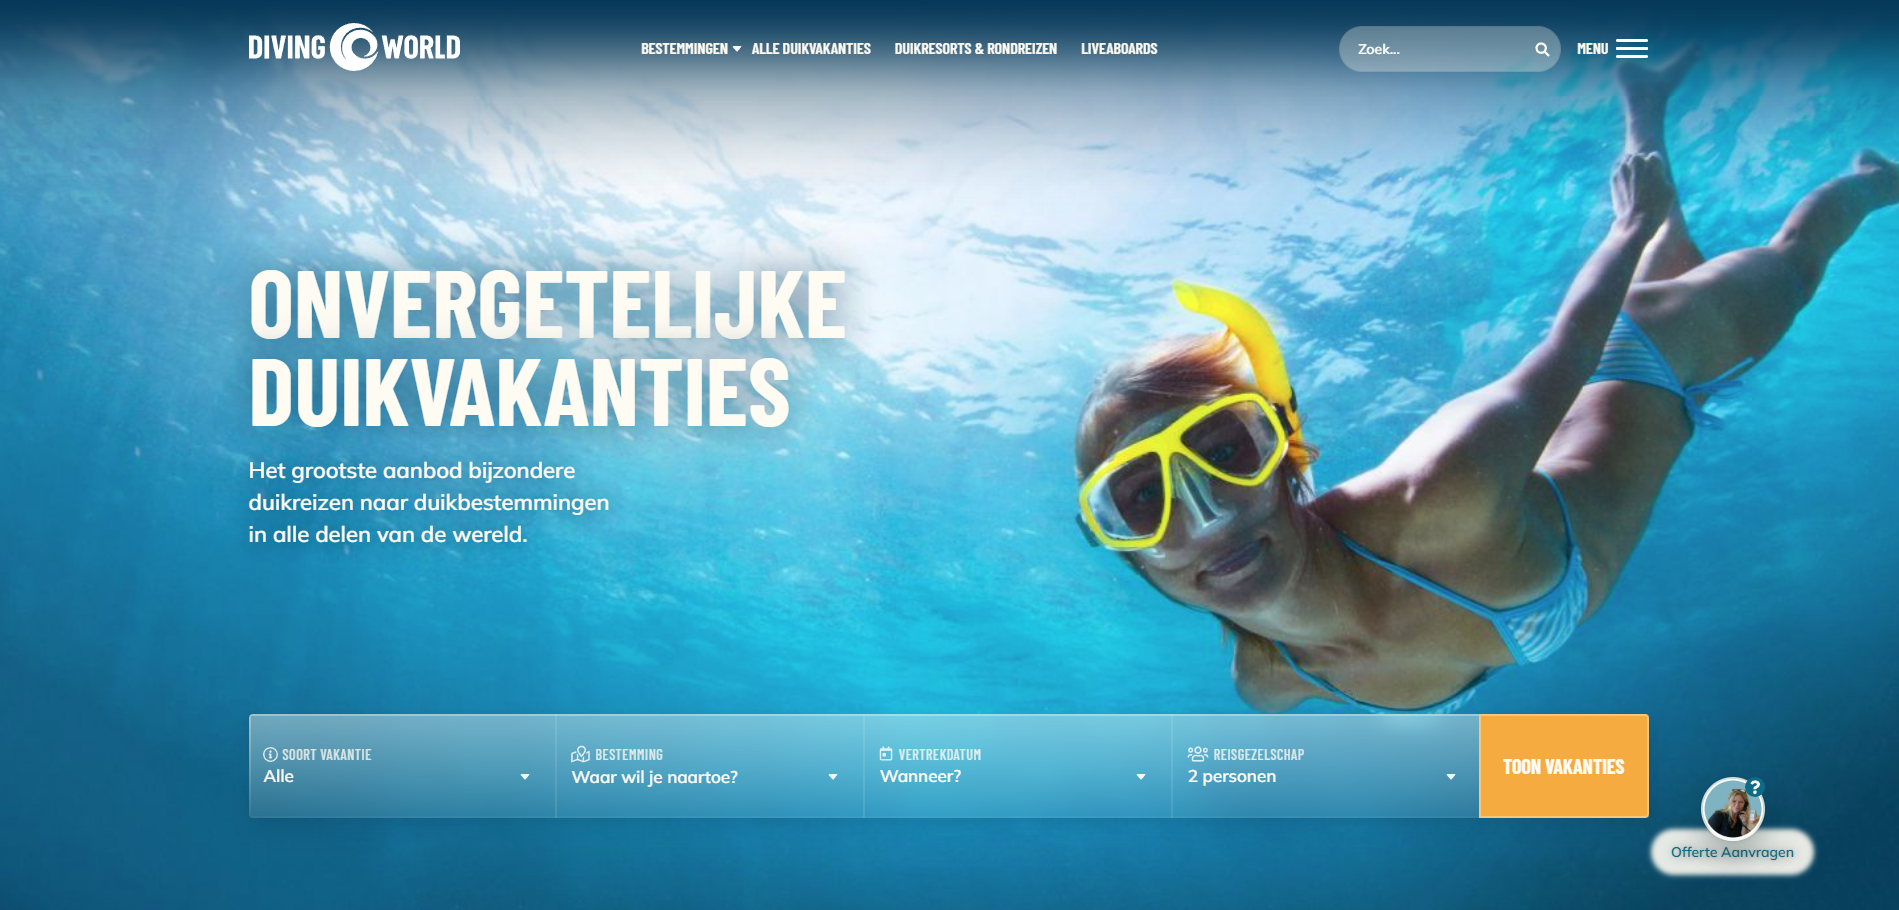 DIVING WORLD
BESTEMMINGEN ALLE DUIKVAKANTIES DUIKRESORTS & RONDREIZEN LIVEABOARDS
Zoek...
MENU
ONVERGETELIJKE
DUIKVAKANTIES
Het grootste aanbod bijzondere
duikreizen naar duikbestemmingen
in alle delen van de wereld.
SOORT VAKANTIE
Alle
BESTEMMING
Waar wil je naartoe?
VERTREKDATUM
Wanneer?
REISGEZELSCHAP
2 personen
TOON VAKANTIES
?
Offerte Aanvragen